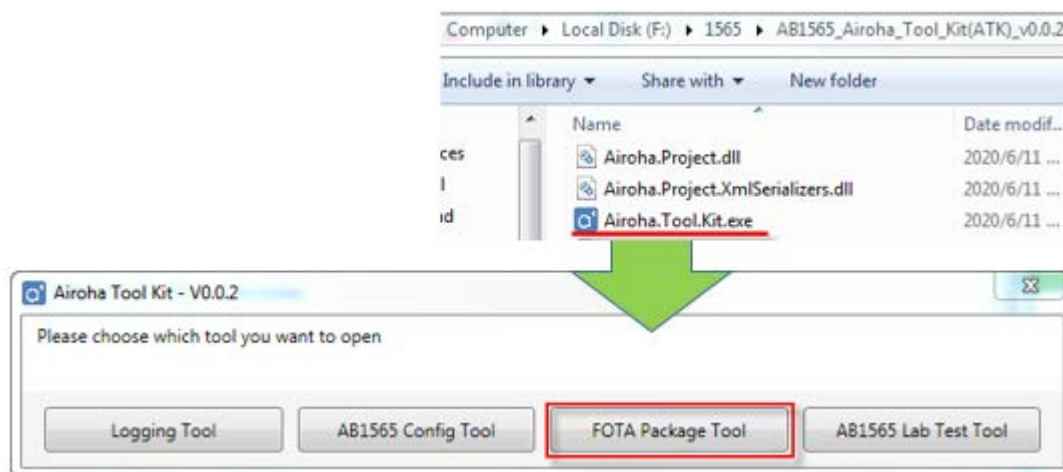 Computer ▸ Local Disk (F:) ▸ 1565 ▸ AB1565_Airoha_Tool_Kit(ATK)_v0.0.2
Include in library ▾ Share with ▾ New folder
Name Date modif...
ces
Airoha.Project.dll 2020/6/11 ...
l Airoha.Project.XmlSerializers.dll 2020/6/11 ...
nd Airoha.Tool.Kit.exe 2020/6/11 ...
Airoha Tool Kit - V0.0.2
Please choose which tool you want to open
Logging Tool AB1565 Config Tool FOTA Package Tool AB1565 Lab Test Tool